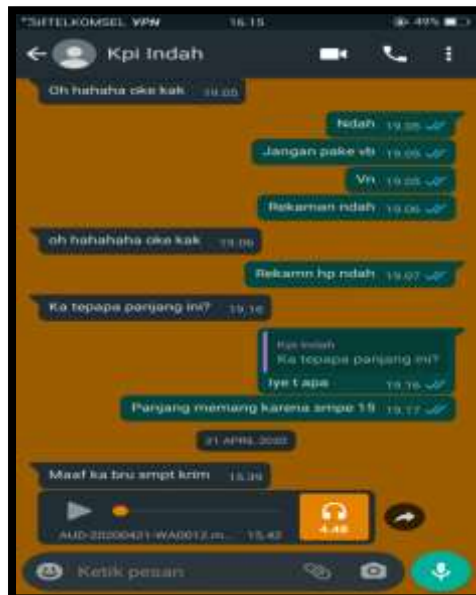 TELKOMSEL VPN 16.15 49%
Kpi Indah
Oh hahaha oke kak 19.05
Ndah 19.05
Jangan pake vb 19.05
Vn 19.05
Rekaman ndah 19.06
oh hahahaha oke kak 19.06
Rekamn hp ndah 19.07
Ka tepapa panjang ini? 19.16
Kpi Indah
Ka tepapa panjang ini?
Iye t apa 19.16
Panjang memang karena smpe 15 19.17
21 APRIL 2020
Maaf ka bru smpt krim 15.39
4.48
AUD-20200421-WA0012.m... 15.42
Ketik pesan